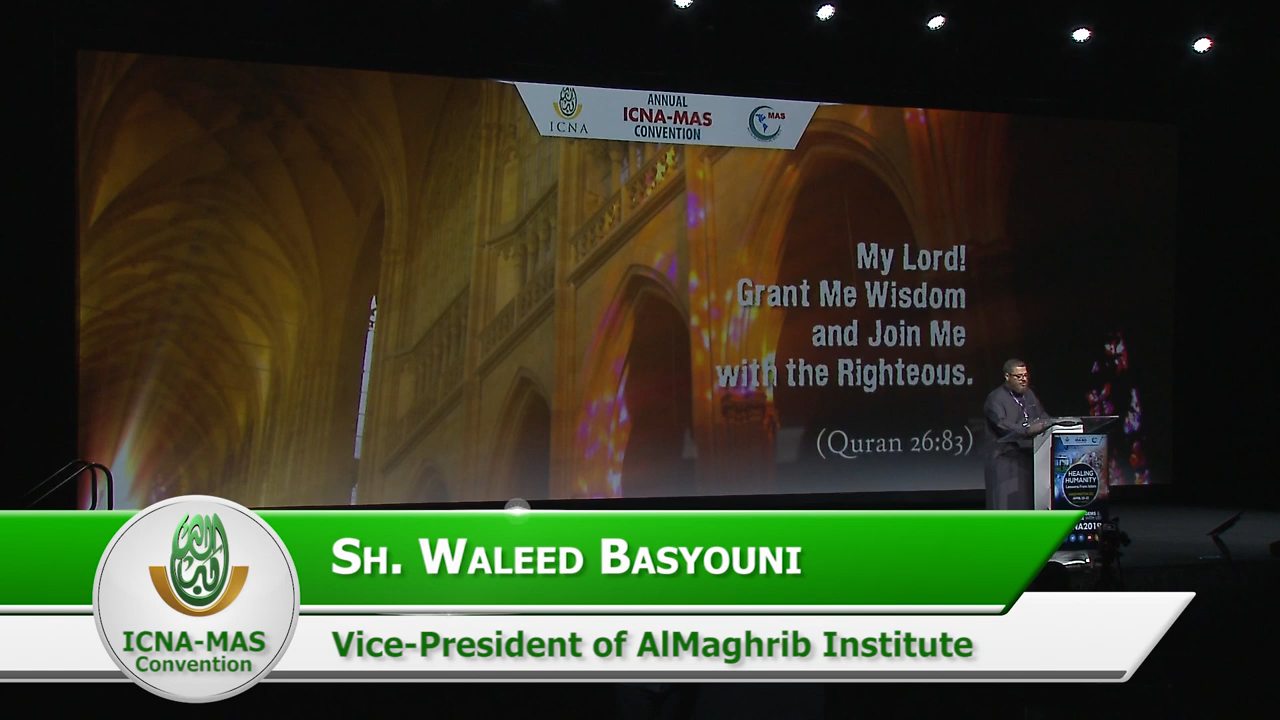 ANNUAL
ICNA-MAS
CONVENTION
ICNA
MAS
My Lord!
Grant Me Wisdom
and Join Me
with the Righteous.
(Quran 26:83)
HEALING
HUMANITY
SH. WALEED BASYOUNI
Vice-President of AlMaghrib Institute
ICNA-MAS
Convention